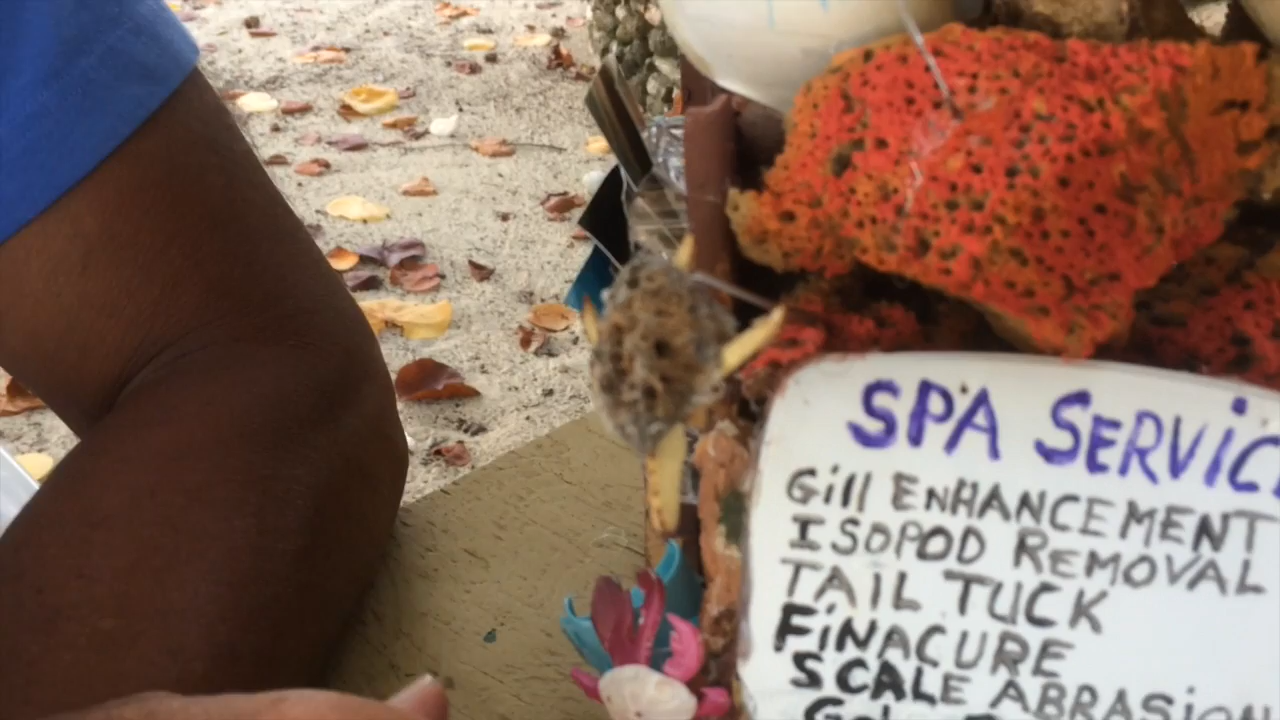 SPA SERVIC
Gill ENHANCEMENT
ISOPOD REMOVAL
TAIL TUCK
FiNACURE
SCALE ABRASION